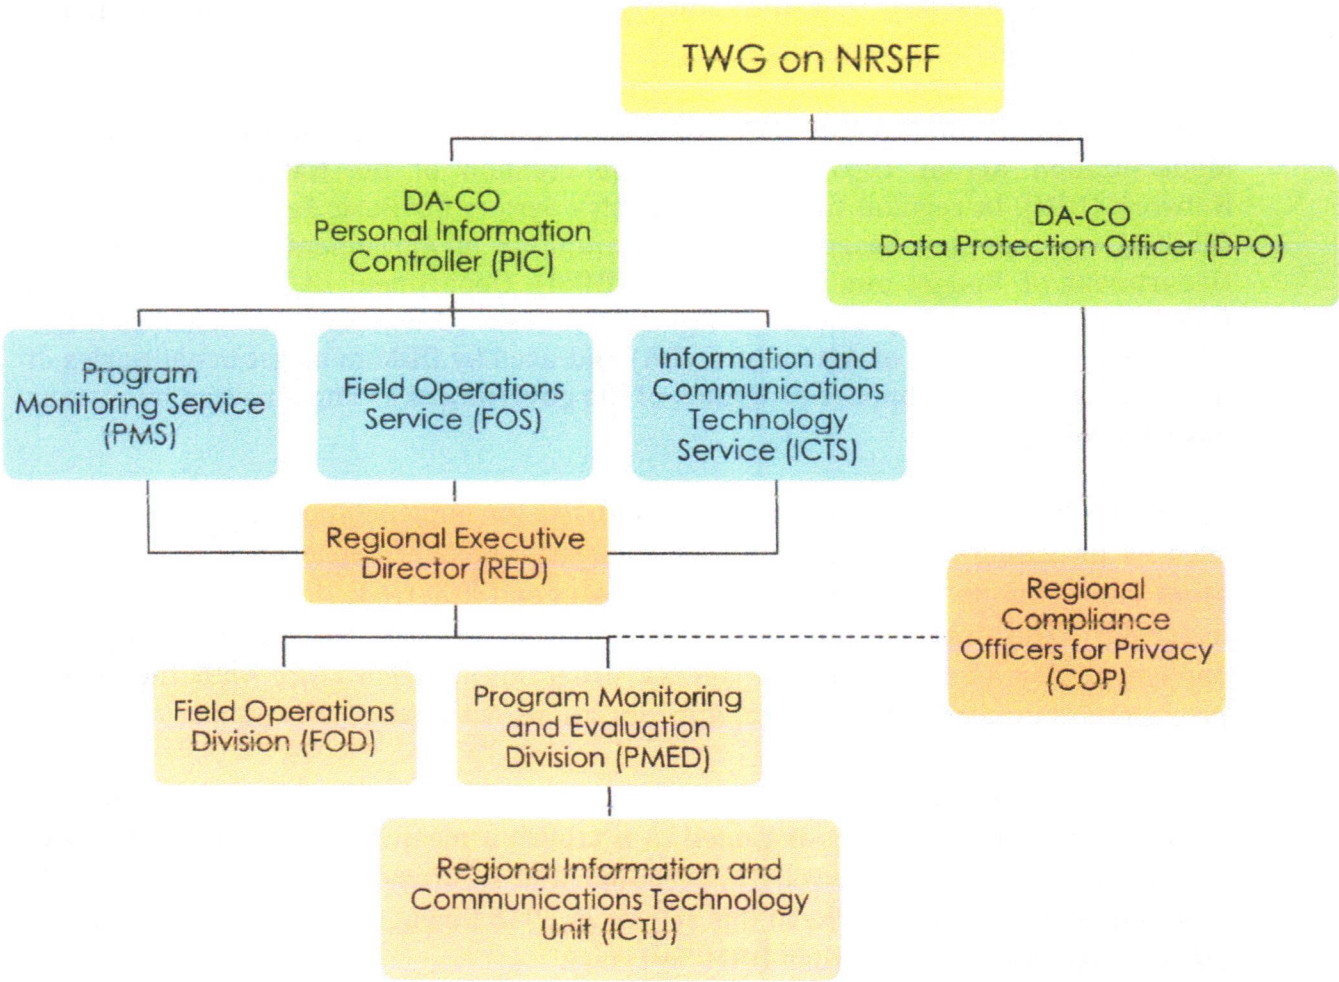 TWG on NRSFF
DA-CO
Personal Information
Controller (PIC)
DA-CO
Data Protection Officer (DPO)
Program
Monitoring Service
(PMS)
Field Operations
Service (FOS)
Information and
Communications
Technology
Service (ICTS)
Regional Executive
Director (RED)
Regional
Compliance
Officers for Privacy
(COP)
Field Operations
Division (FOD)
Program Monitoring
and Evaluation
Division (PMED)
Regional Information and
Communications Technology
Unit (ICTU)